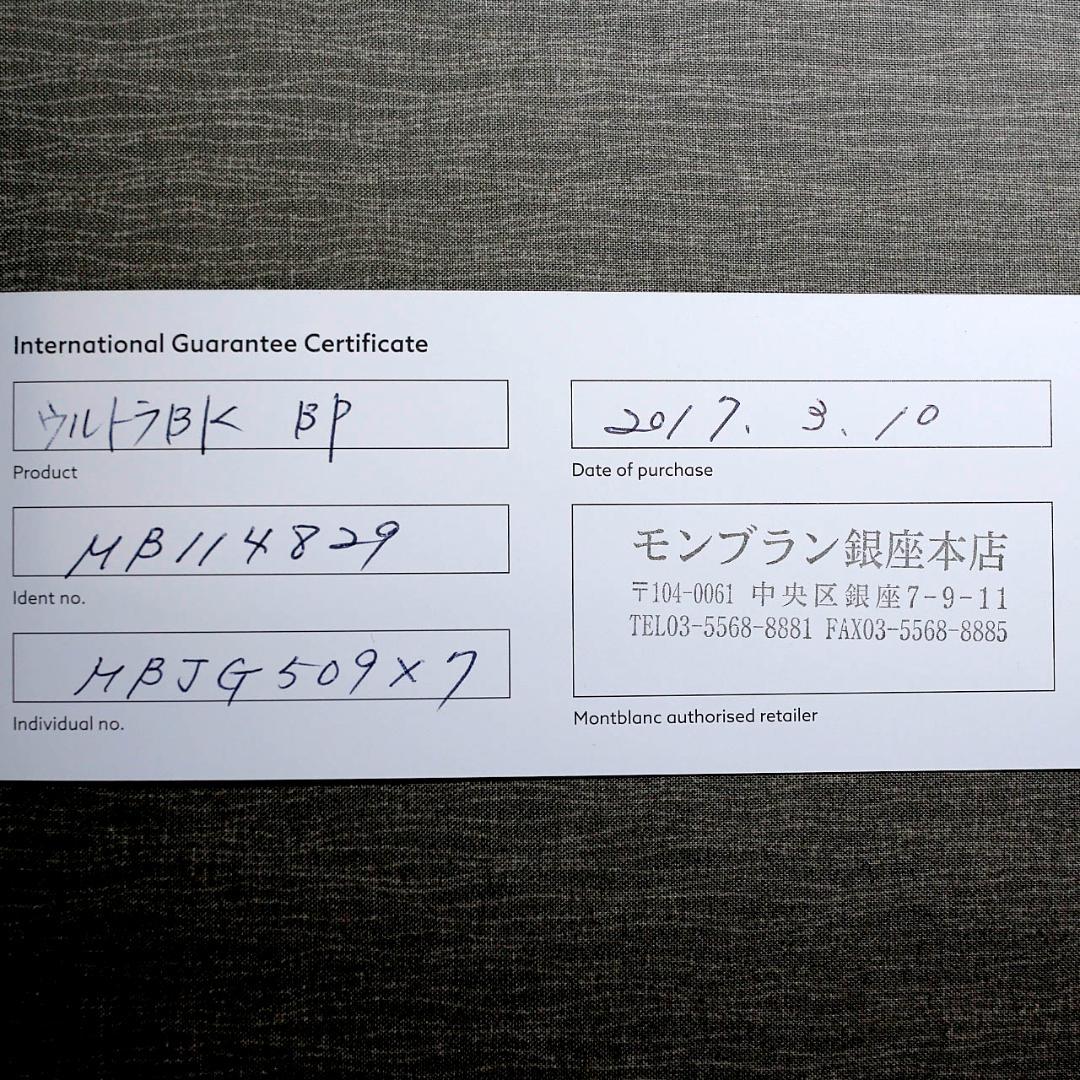 International Guarantee Certificate
ウルトラBK BP
Product
MB114829
Ident no.
MBJG509X7
Individual no.
2017. 3. 10
Date of purchase
モンブラン銀座本店
〒104-0061 中央区銀座7-9-11
TEL03-5568-8881 FAX03-5568-8885
Montblanc authorised retailer